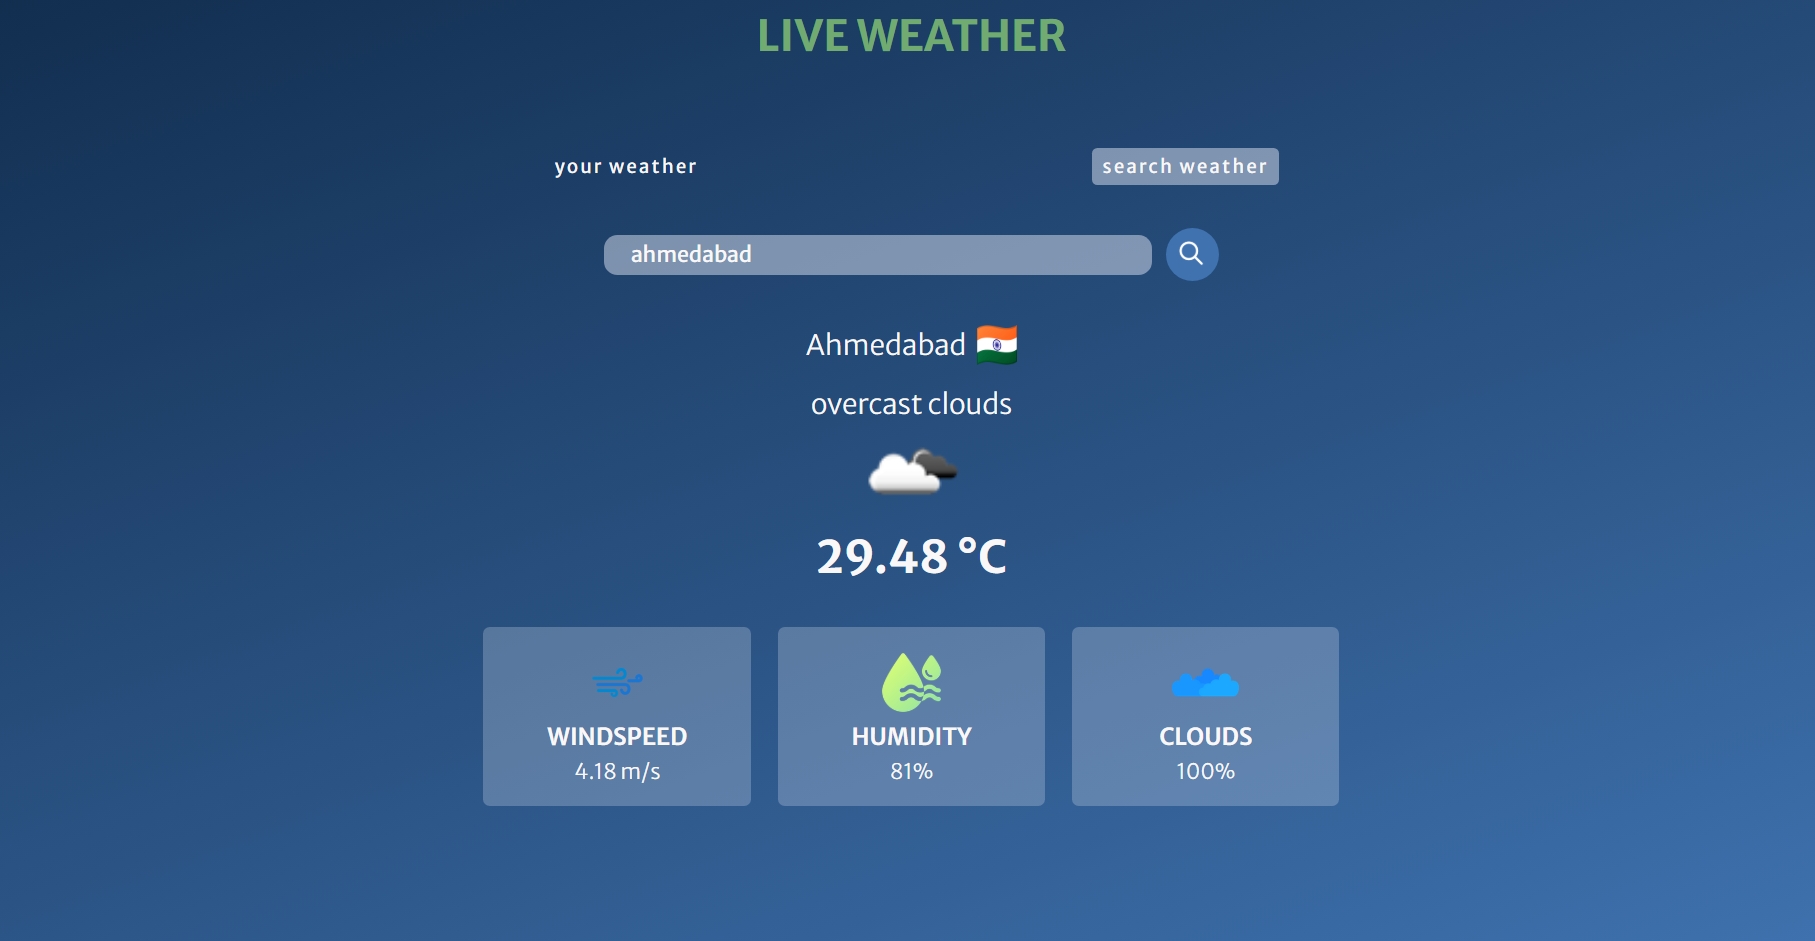 LIVE WEATHER
your weather search weather
ahmedabad
Ahmedabad
overcast clouds
29.48 °C
WINDSPEED HUMIDITY CLOUDS
4.18 m/s 81% 100%